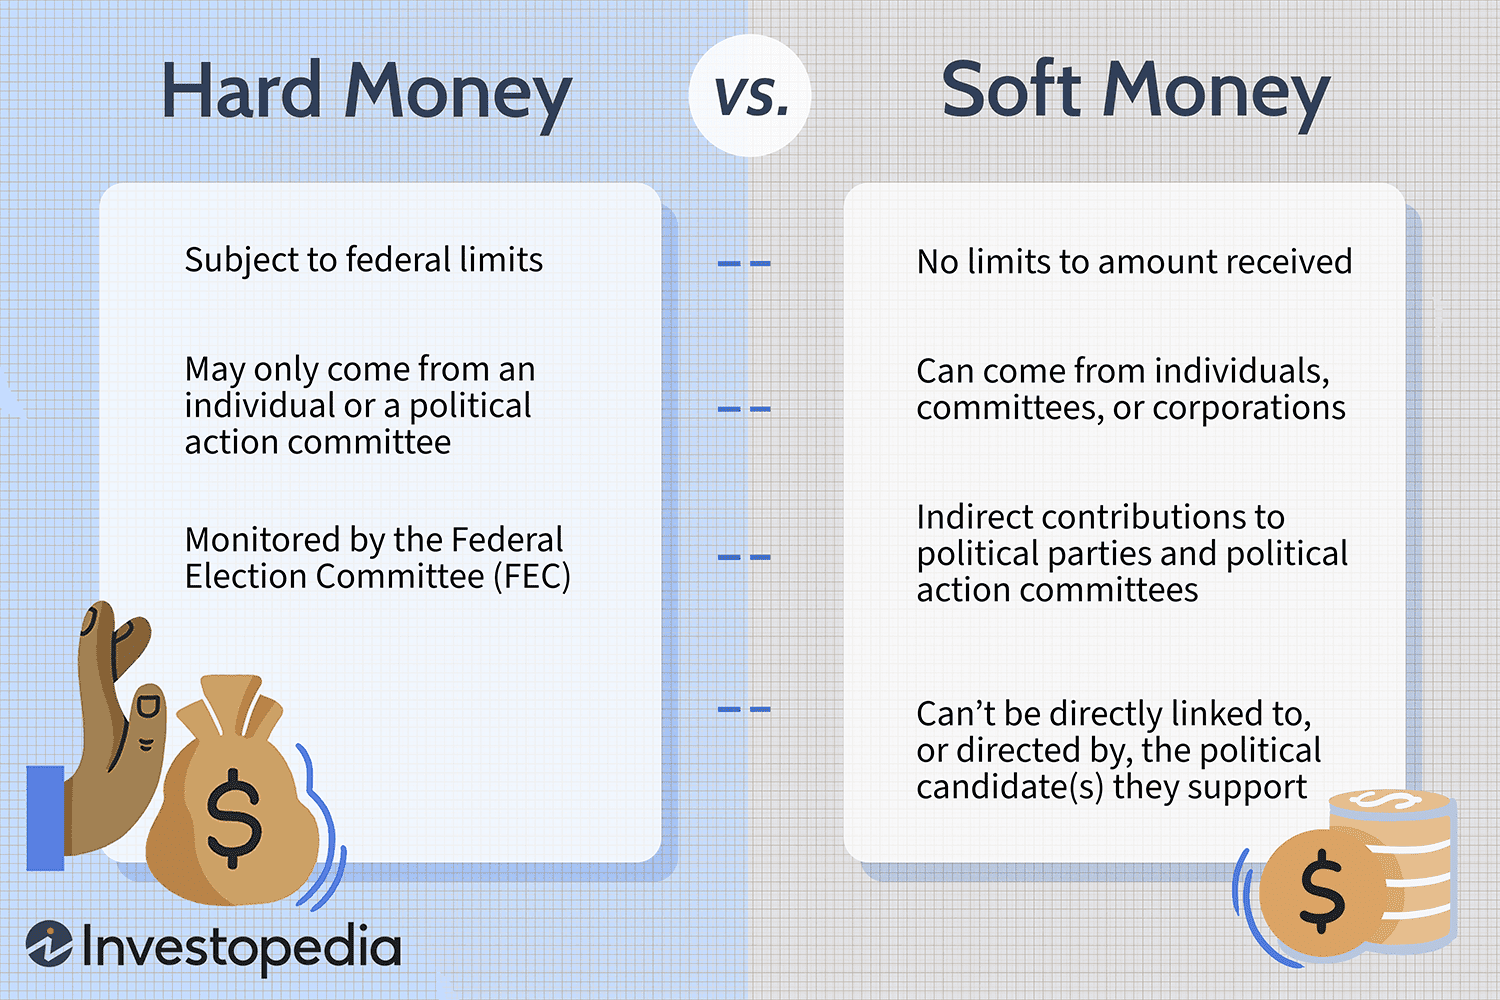 Hard Money
vs.
Soft Money
Subject to federal limits
May only come from an
individual or a political
action committee
Monitored by the Federal
Election Committee (FEC)
No limits to amount received
Can come from individuals,
committees, or corporations
Indirect contributions to
political parties and political
action committees
Can’t be directly linked to,
or directed by, the political
candidate(s) they support
$
$
$
Investopedia